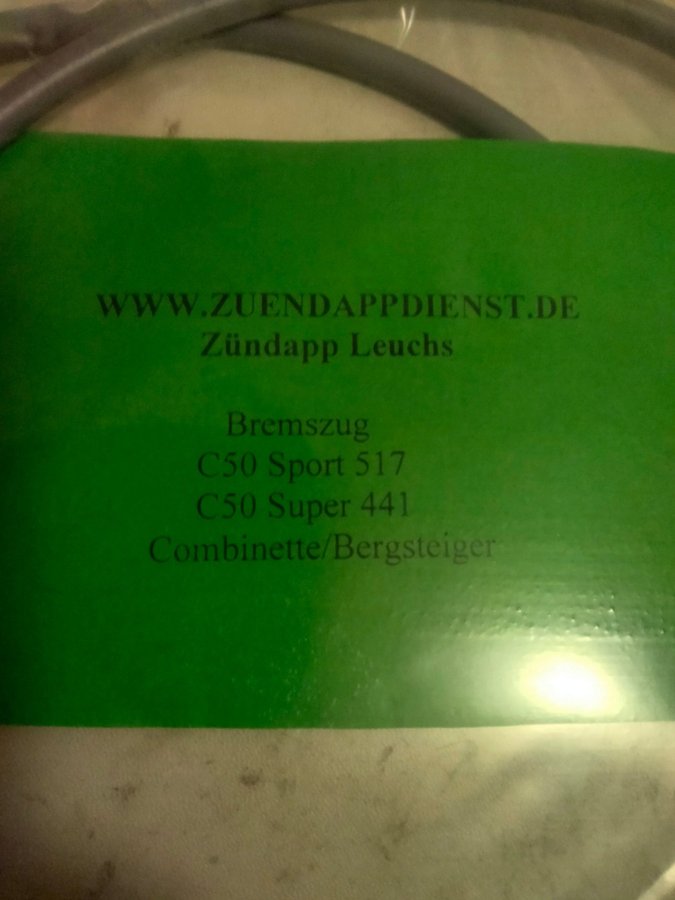 WWW.ZUENDAPPDIENST.DE
Zündapp Leuchs
Bremszug
C50 Sport 517
C50 Super 441
Combinette/Bergsteiger